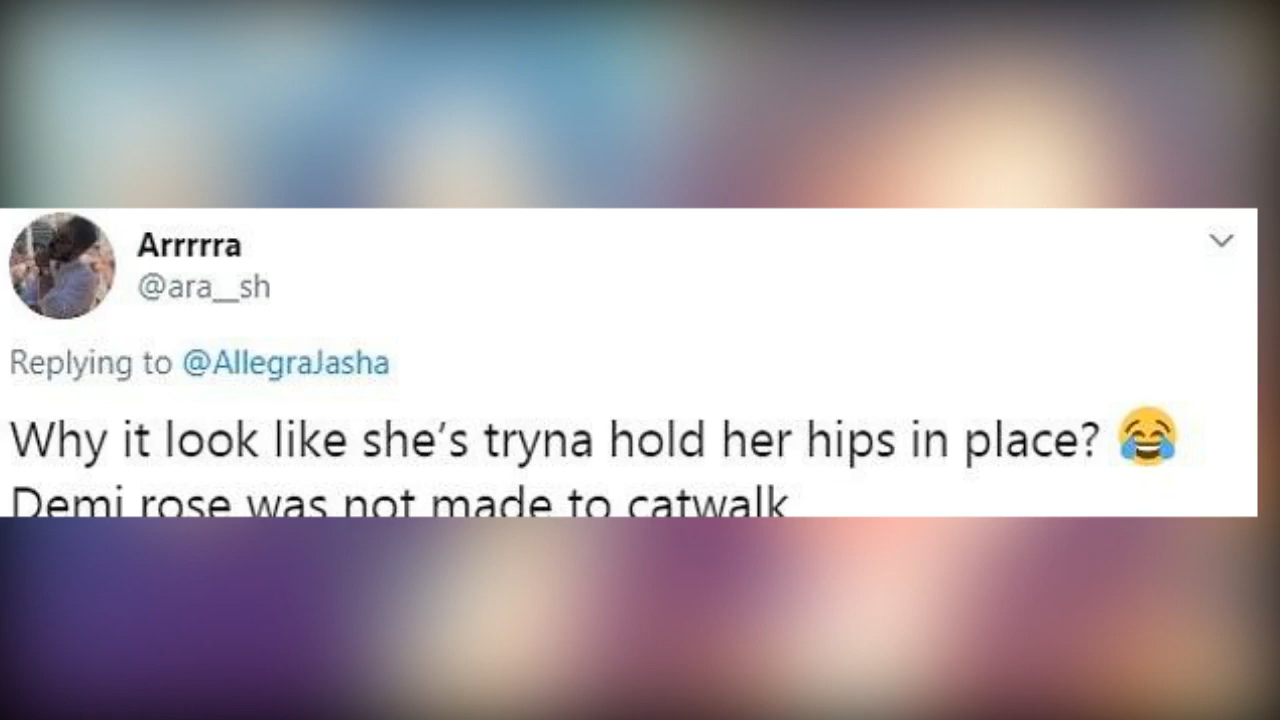 Arrrrra
@ara__sh
Replying to @AllegraJasha
Why it look like she's tryna hold her hips in place? 😂
Demi rose was not made to catwalk